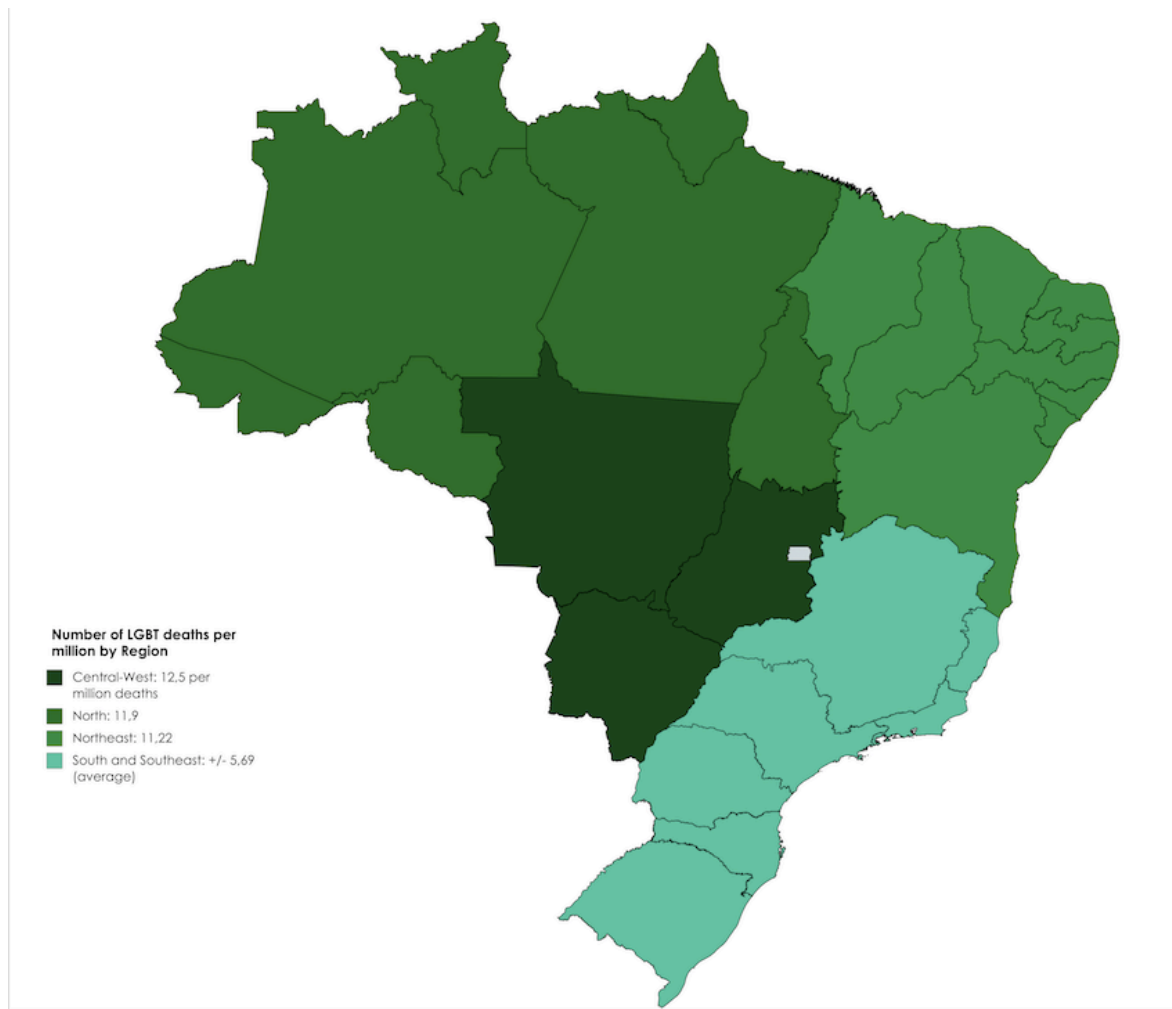 Number of LGBT deaths per
million by Region
Central-West: 12,5 per
million deaths
North: 11,9
Northeast: 11,22
South and Southeast: +/- 5,69
(average)